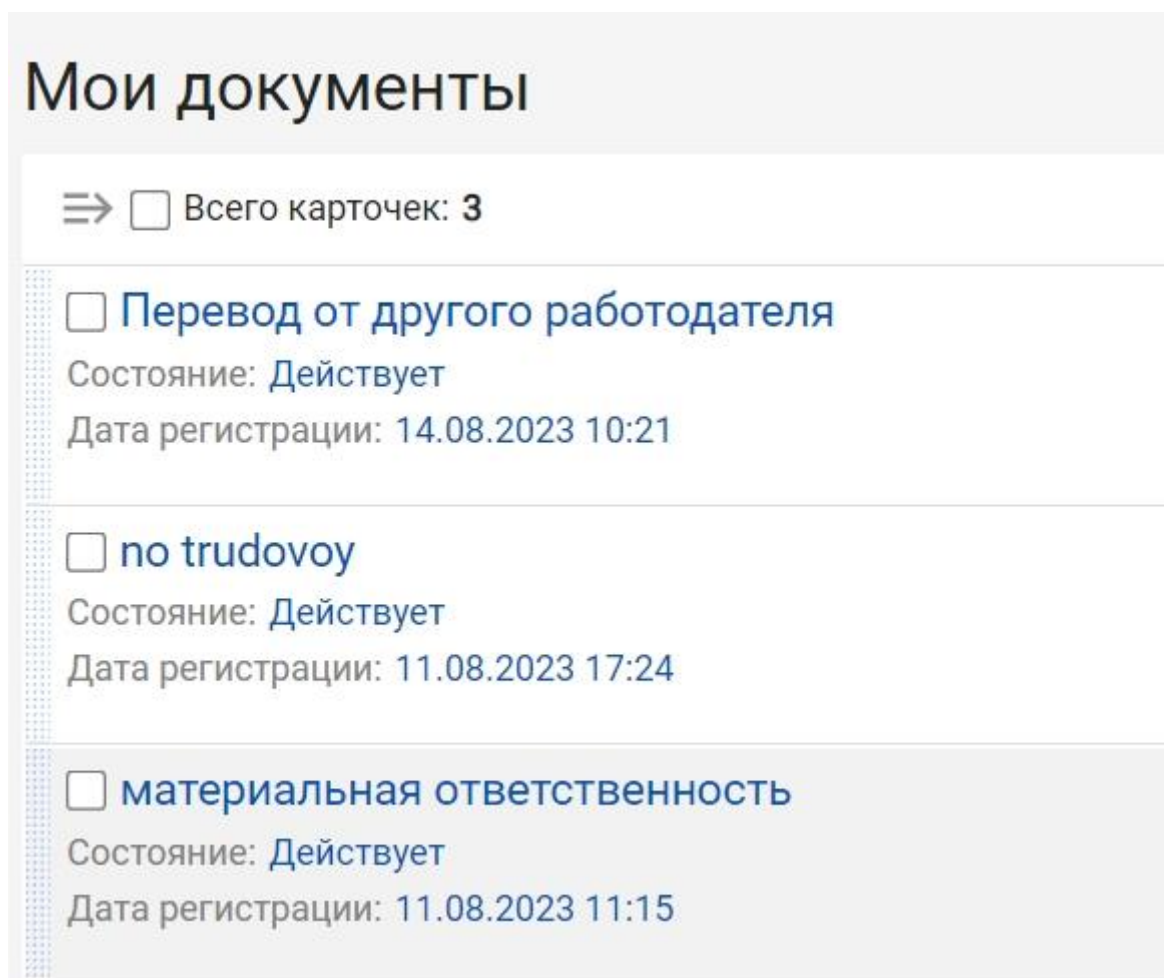 Мои документы
Всего карточек: 3
Перевод от другого работодателя
Состояние: Действует
Дата регистрации: 14.08.2023 10:21
no trudovoy
Состояние: Действует
Дата регистрации: 11.08.2023 17:24
материальная ответственность
Состояние: Действует
Дата регистрации: 11.08.2023 11:15